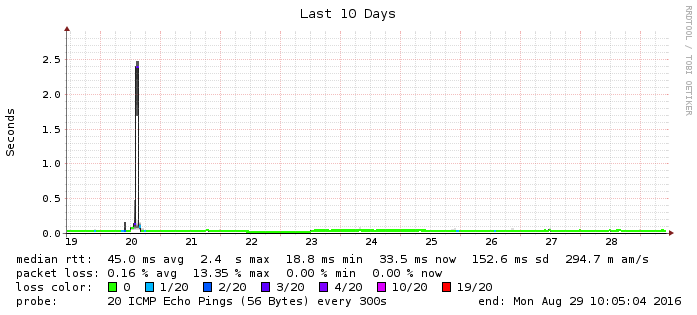 Last 10 Days
RRDTOOL / TOBI OETIKER
Seconds
2.5
2.0
1.5
1.0
0.5
0.0
19 20 21 22 23 24 25 26 27 28
median rtt: 45.0 ms avg 2.4 s max 18.8 ms min 33.5 ms now 152.6 ms sd 294.7 m am/s
packet loss: 0.16 % avg 13.35 % max 0.00 % min 0.00 % now
loss color: 0 1/20 2/20 3/20 4/20 10/20 19/20
probe: 20 ICMP Echo Pings (56 Bytes) every 300s end: Mon Aug 29 10:05:04 2016